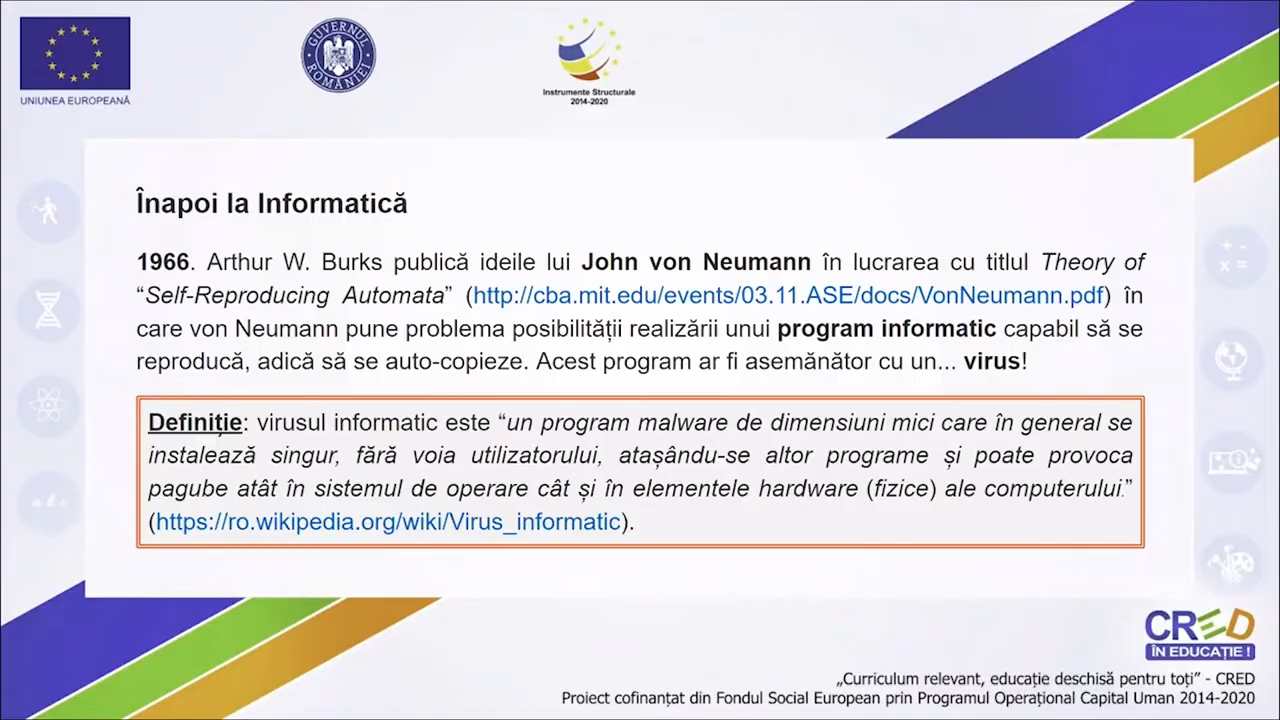 UNIUNEA EUROPEANĂ
GUVERNUL ROMÂNIEI
Instrumente Structurale
2014-2020
Înapoi la Informatică
1966. Arthur W. Burks publică ideile lui John von Neumann în lucrarea cu titlul Theory of
“Self-Reproducing Automata” (http://cba.mit.edu/events/03.11.ASE/docs/VonNeumann.pdf) în
care von Neumann pune problema posibilității realizării unui program informatic capabil să se
reproducă, adică să se auto-copieze. Acest program ar fi asemănător cu un... virus!
Definiție: virusul informatic este “un program malware de dimensiuni mici care în general se
instalează singur, fără voia utilizatorului, atașându-se altor programe și poate provoca
pagube atât în sistemul de operare cât și în elementele hardware (fizice) ale computerului.”
(https://ro.wikipedia.org/wiki/Virus_informatic).
a b c
+ -
x =
CRED
ÎN EDUCAȚIE !
„Curriculum relevant, educație deschisă pentru toți” - CRED
Proiect cofinanțat din Fondul Social European prin Programul Operațional Capital Uman 2014-2020